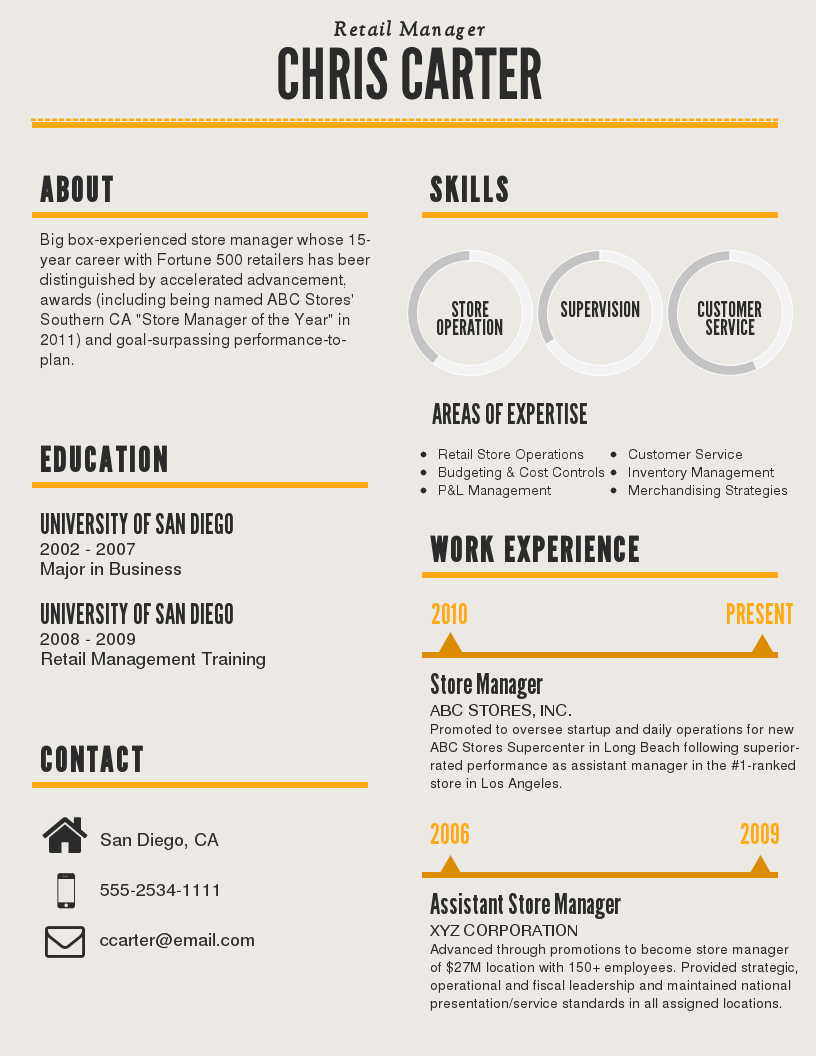 Retail Manager
CHRIS CARTER
ABOUT
Big box-experienced store manager whose 15-
year career with Fortune 500 retailers has been
distinguished by accelerated advancement,
awards (including being named ABC Stores'
Southern CA "Store Manager of the Year" in
2011) and goal-surpassing performance-to-
plan.
EDUCATION
UNIVERSITY OF SAN DIEGO
2002 - 2007
Major in Business
UNIVERSITY OF SAN DIEGO
2008 - 2009
Retail Management Training
CONTACT
San Diego, CA
555-2534-1111
ccarter@email.com
SKILLS
STORE
OPERATION
SUPERVISION
CUSTOMER
SERVICE
AREAS OF EXPERTISE
• Retail Store Operations
• Budgeting & Cost Controls
• P&L Management
• Customer Service
• Inventory Management
• Merchandising Strategies
WORK EXPERIENCE
2010 PRESENT
Store Manager
ABC STORES, INC.
Promoted to oversee startup and daily operations for new
ABC Stores Supercenter in Long Beach following superior-
rated performance as assistant manager in the #1-ranked
store in Los Angeles.
2006 2009
Assistant Store Manager
XYZ CORPORATION
Advanced through promotions to become store manager
of $27M location with 150+ employees. Provided strategic,
operational and fiscal leadership and maintained national
presentation/service standards in all assigned locations.